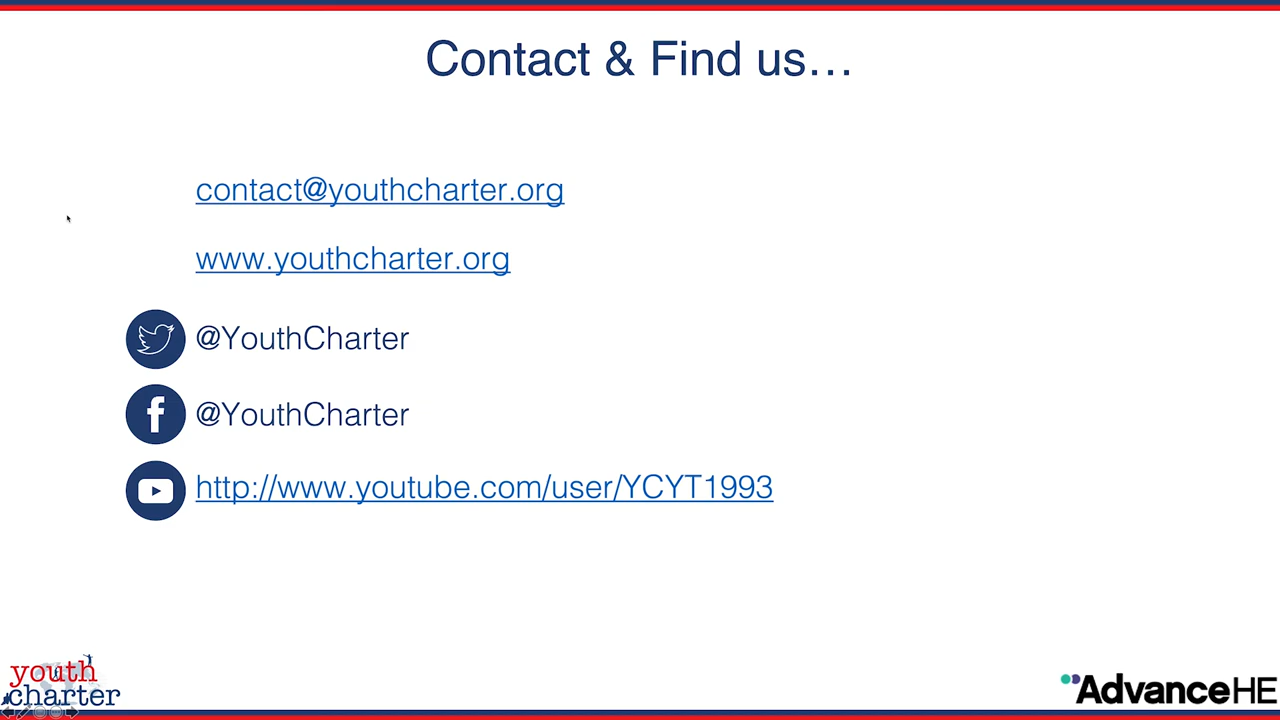 Contact & Find us…
contact@youthcharter.org
www.youthcharter.org
@YouthCharter
@YouthCharter
http://www.youtube.com/user/YCYT1993
youth
charter
AdvanceHE